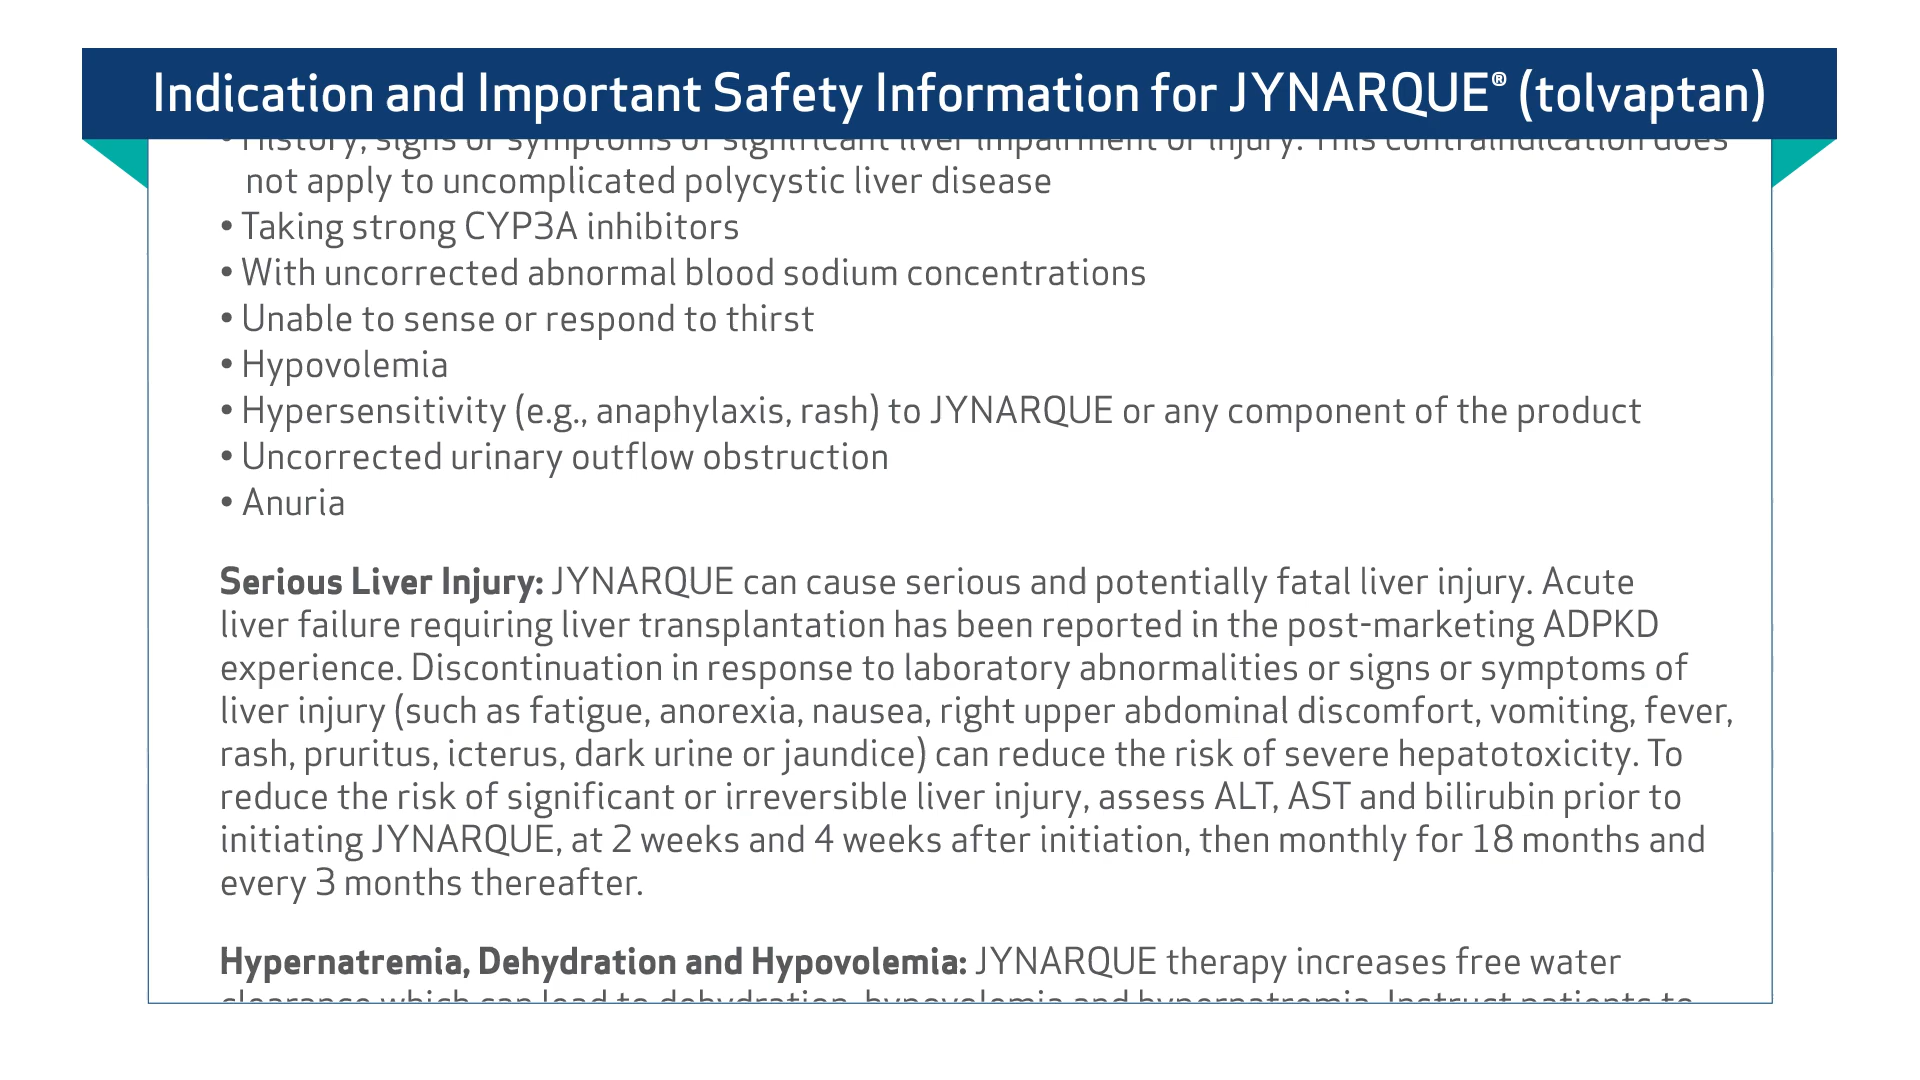 Indication and Important Safety Information for JYNARQUE® (tolvaptan)
• History, signs or symptoms of significant liver impairment or injury. This contraindication does
not apply to uncomplicated polycystic liver disease
• Taking strong CYP3A inhibitors
• With uncorrected abnormal blood sodium concentrations
• Unable to sense or respond to thirst
• Hypovolemia
• Hypersensitivity (e.g., anaphylaxis, rash) to JYNARQUE or any component of the product
• Uncorrected urinary outflow obstruction
• Anuria
Serious Liver Injury: JYNARQUE can cause serious and potentially fatal liver injury. Acute
liver failure requiring liver transplantation has been reported in the post-marketing ADPKD
experience. Discontinuation in response to laboratory abnormalities or signs or symptoms of
liver injury (such as fatigue, anorexia, nausea, right upper abdominal discomfort, vomiting, fever,
rash, pruritus, icterus, dark urine or jaundice) can reduce the risk of severe hepatotoxicity. To
reduce the risk of significant or irreversible liver injury, assess ALT, AST and bilirubin prior to
initiating JYNARQUE, at 2 weeks and 4 weeks after initiation, then monthly for 18 months and
every 3 months thereafter.
Hypernatremia, Dehydration and Hypovolemia: JYNARQUE therapy increases free water
clearance which can lead to dehydration, hypovolemia and hypernatremia. Instruct patients to